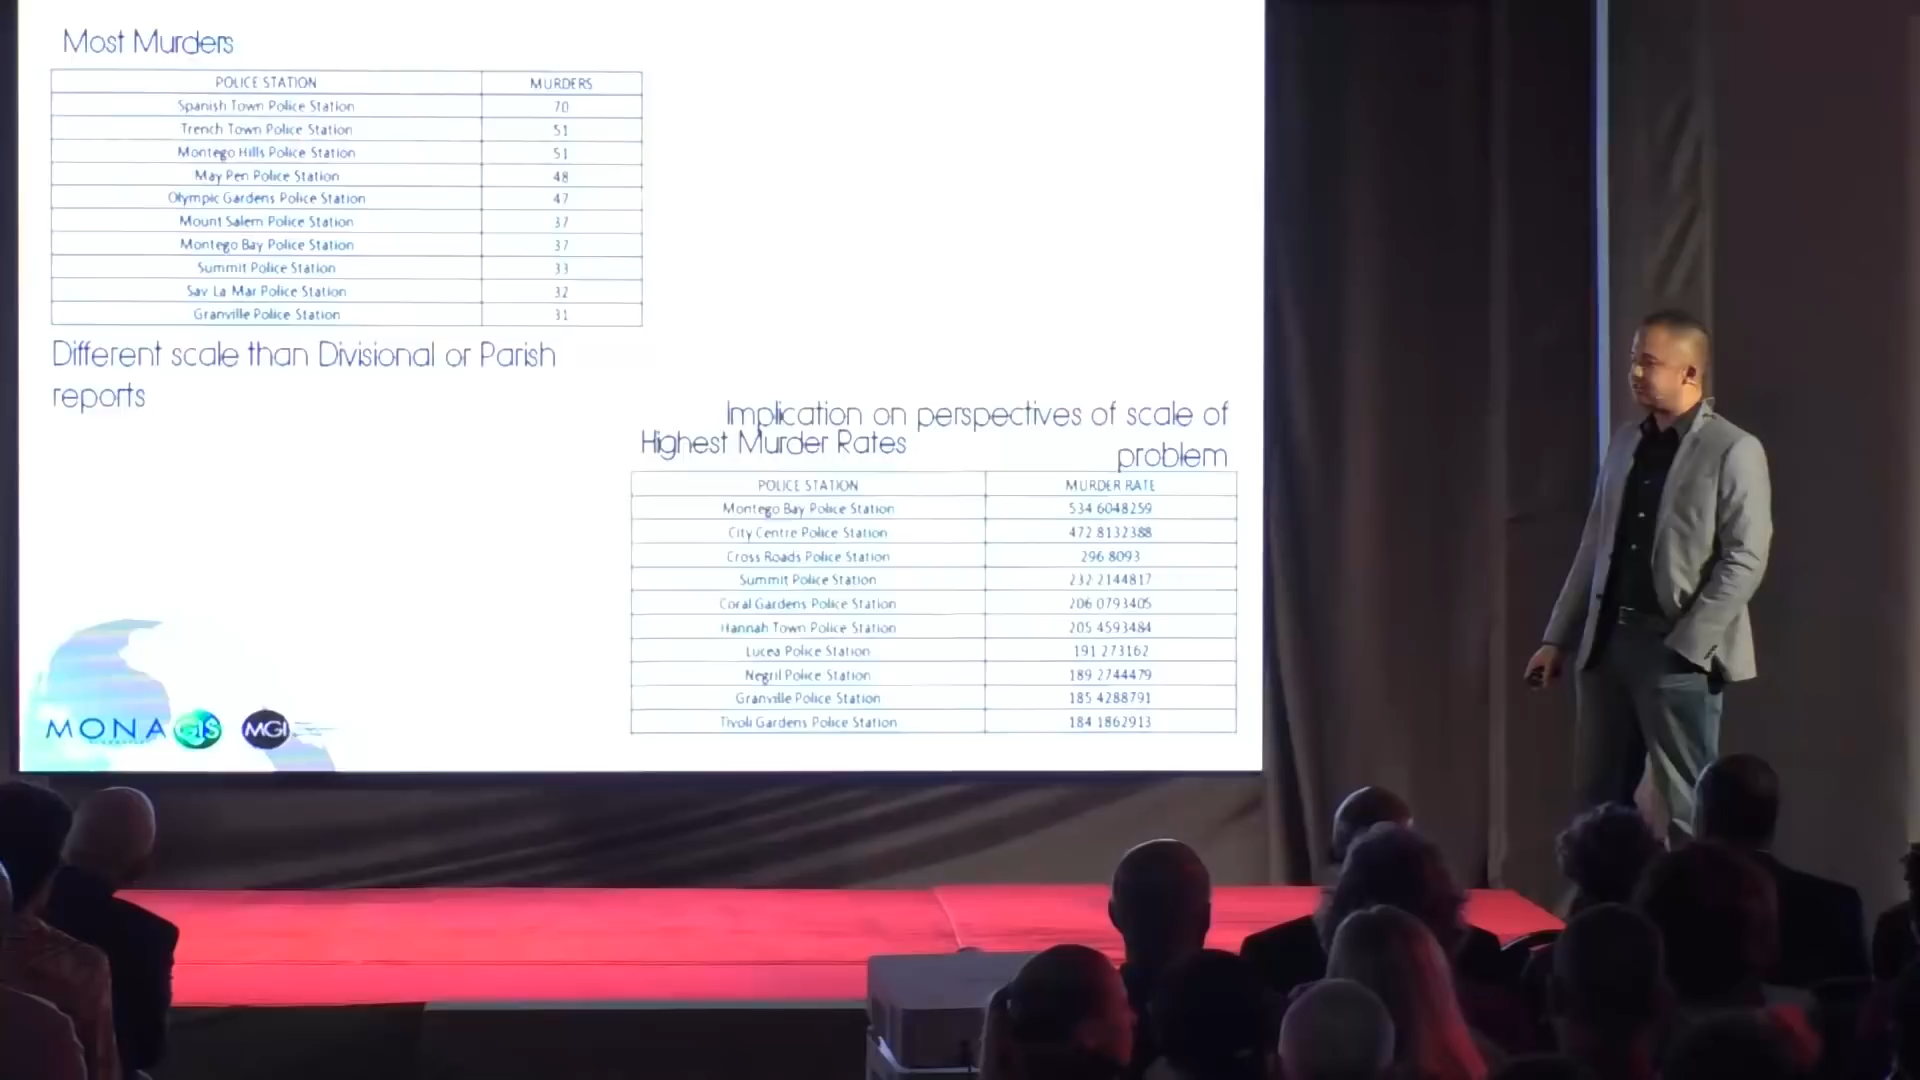 Most Murders
POLICE STATION MURDERS
Spanish Town Police Station 70
Trench Town Police Station 51
Montego Hills Police Station 51
May Pen Police Station 48
Olympic Gardens Police Station 47
Mount Salem Police Station 37
Montego Bay Police Station 37
Summit Police Station 33
Sav La Mar Police Station 32
Granville Police Station 31
Different scale than Divisional or Parish
reports
Implication on perspectives of scale of
problem
Highest Murder Rates
POLICE STATION MURDER RATE
Montego Bay Police Station 534 6048259
City Centre Police Station 472 8132388
Cross Roads Police Station 296 8093
Summit Police Station 232 2144817
Coral Gardens Police Station 206 0793405
Hannah Town Police Station 205 4593484
Lucea Police Station 191 273162
Negril Police Station 189 2744479
Granville Police Station 185 4288791
Tivoli Gardens Police Station 184 1862913
MONA GIS MGI